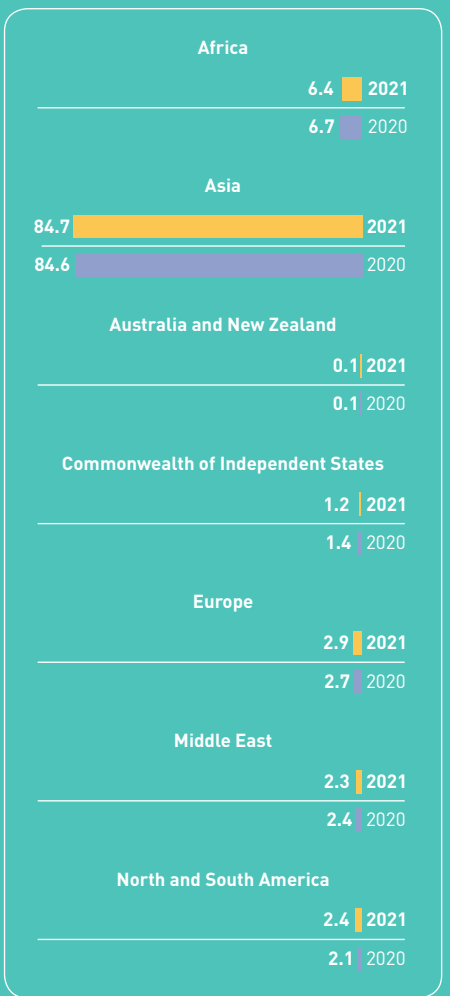 Africa
6.4 2021
6.7 2020
Asia
84.7 2021
84.6 2020
Australia and New Zealand
0.1 2021
0.1 2020
Commonwealth of Independent States
1.2 2021
1.4 2020
Europe
2.9 2021
2.7 2020
Middle East
2.3 2021
2.4 2020
North and South America
2.4 2021
2.1 2020